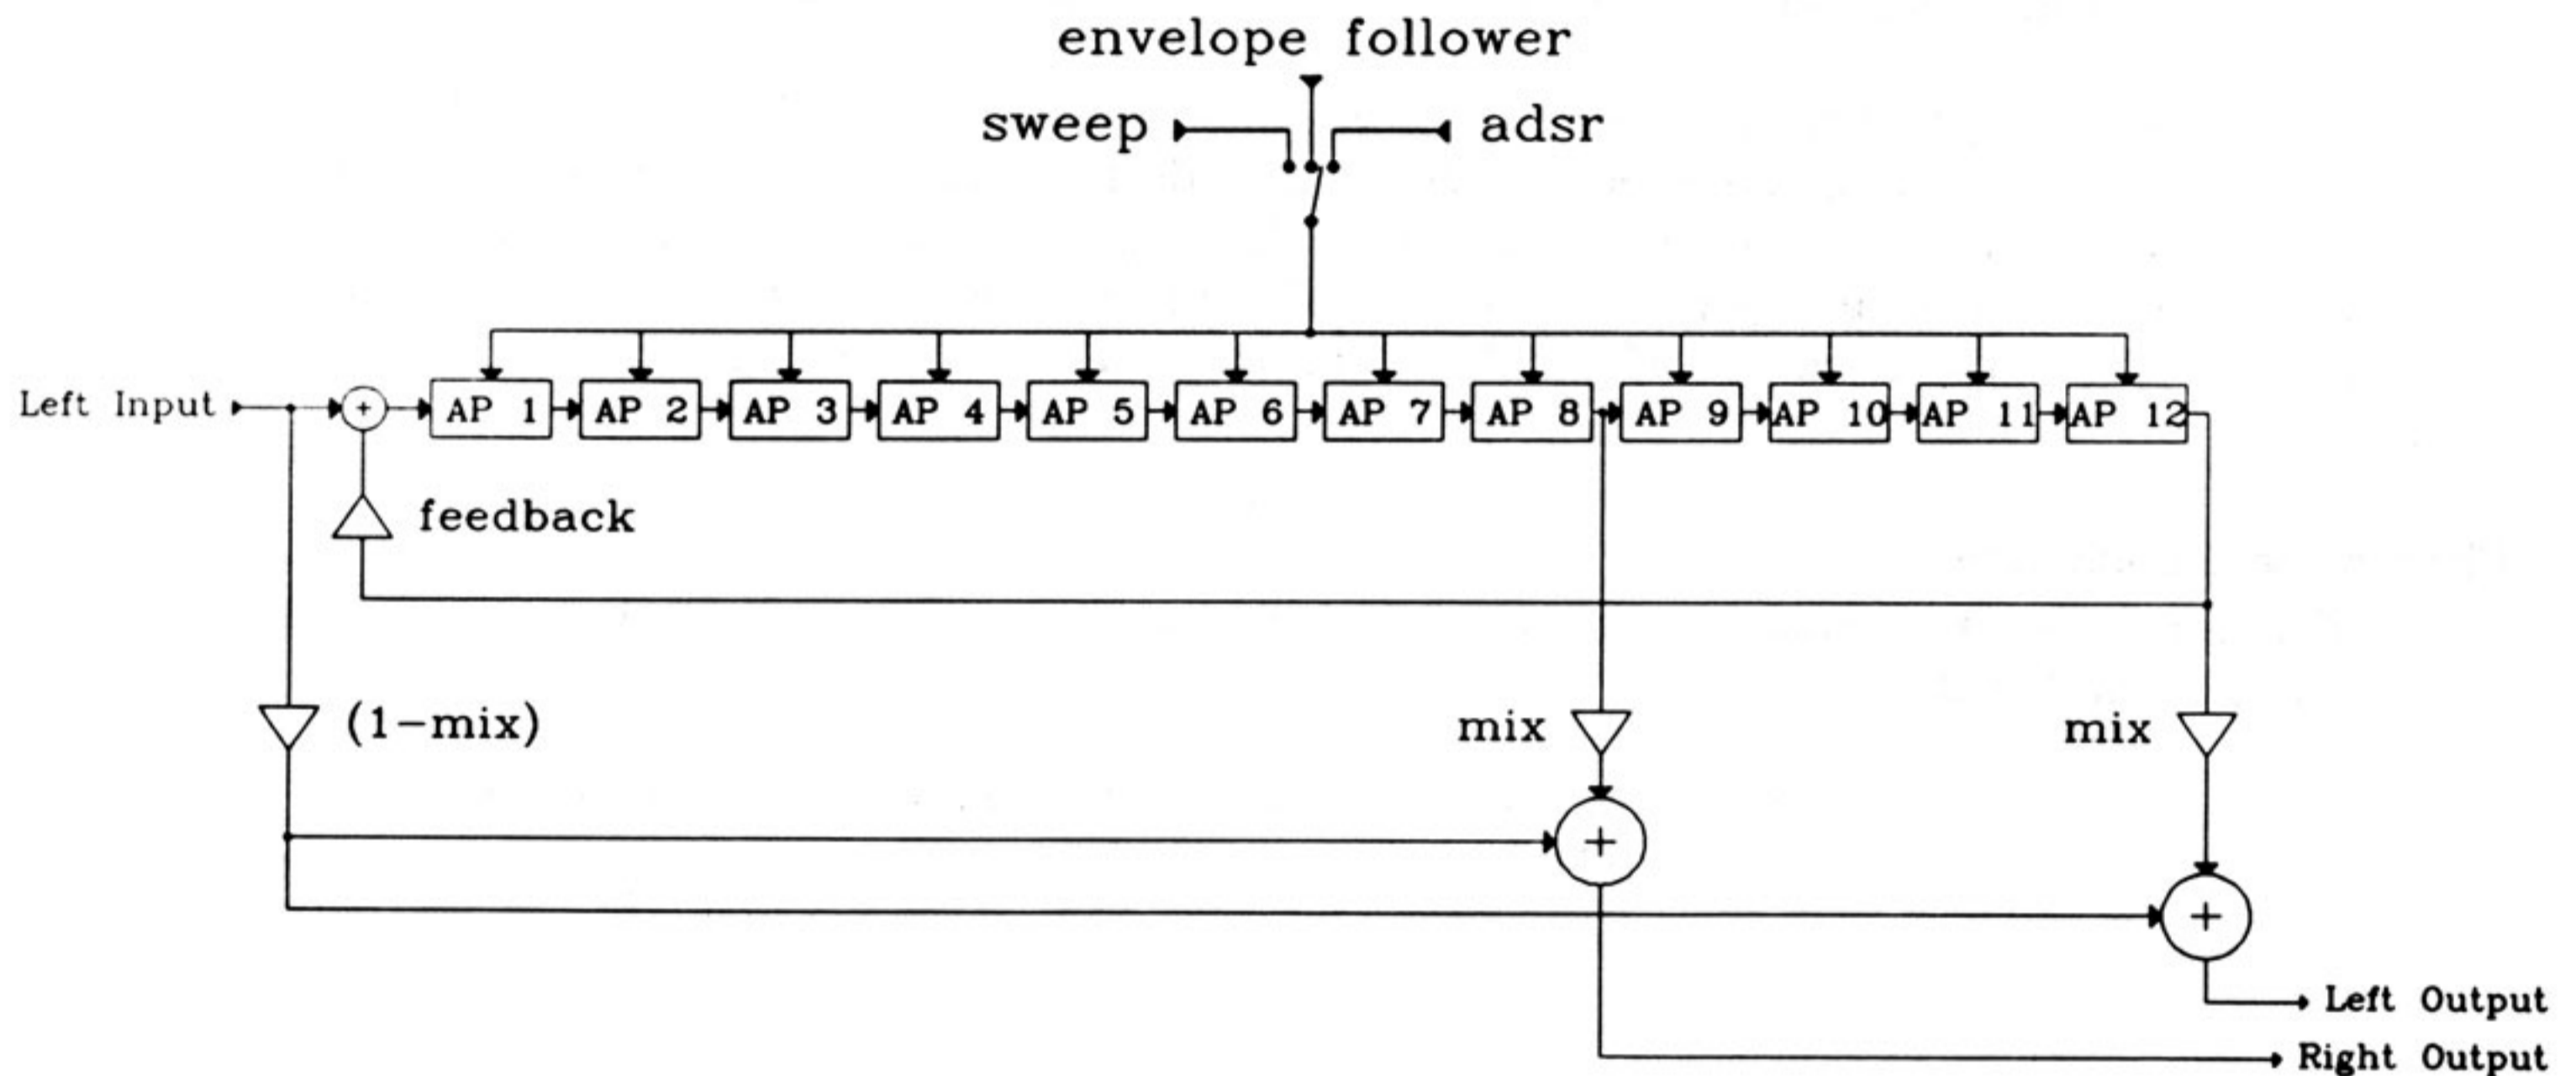 envelope follower
sweep
adsr
Left Input
+
AP 1
AP 2
AP 3
AP 4
AP 5
AP 6
AP 7
AP 8
AP 9
AP 10
AP 11
AP 12
feedback
(1-mix)
mix
mix
+
+
Left Output
Right Output